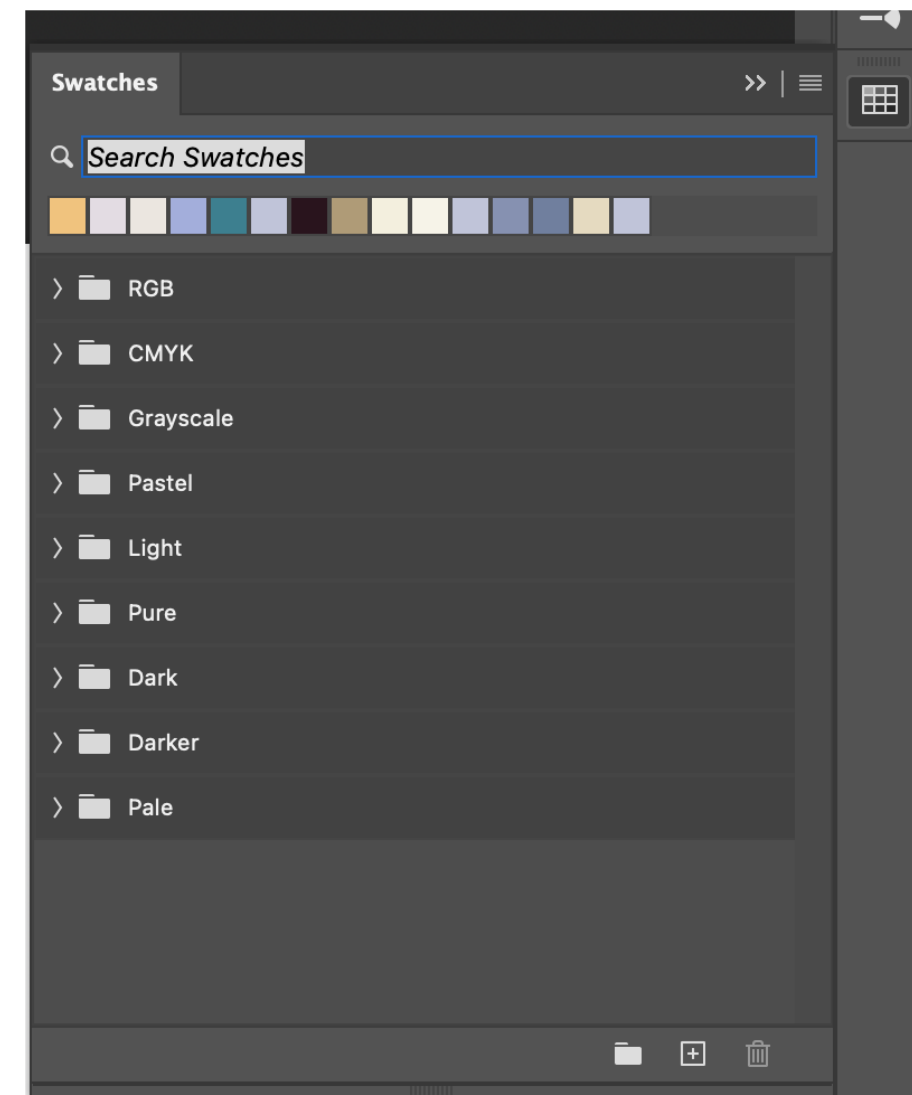 Swatches
Search Swatches
RGB
CMYK
Grayscale
Pastel
Light
Pure
Dark
Darker
Pale